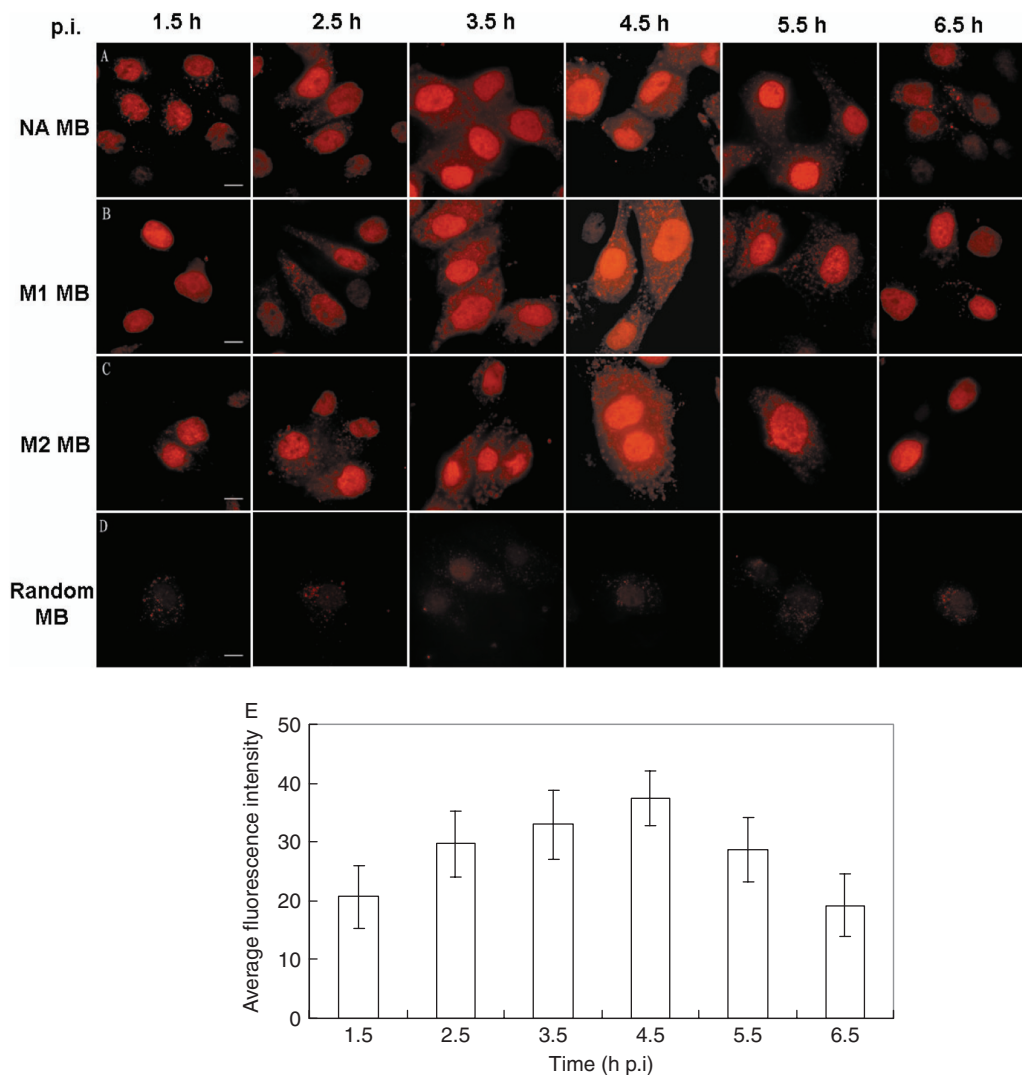 p.i. 1.5 h 2.5 h 3.5 h 4.5 h 5.5 h 6.5 h
A
NA MB
B
M1 MB
C
M2 MB
D
Random
MB
E
Average fluorescence intensity
50
40
30
20
10
0
1.5 2.5 3.5 4.5 5.5 6.5
Time (h p.i)